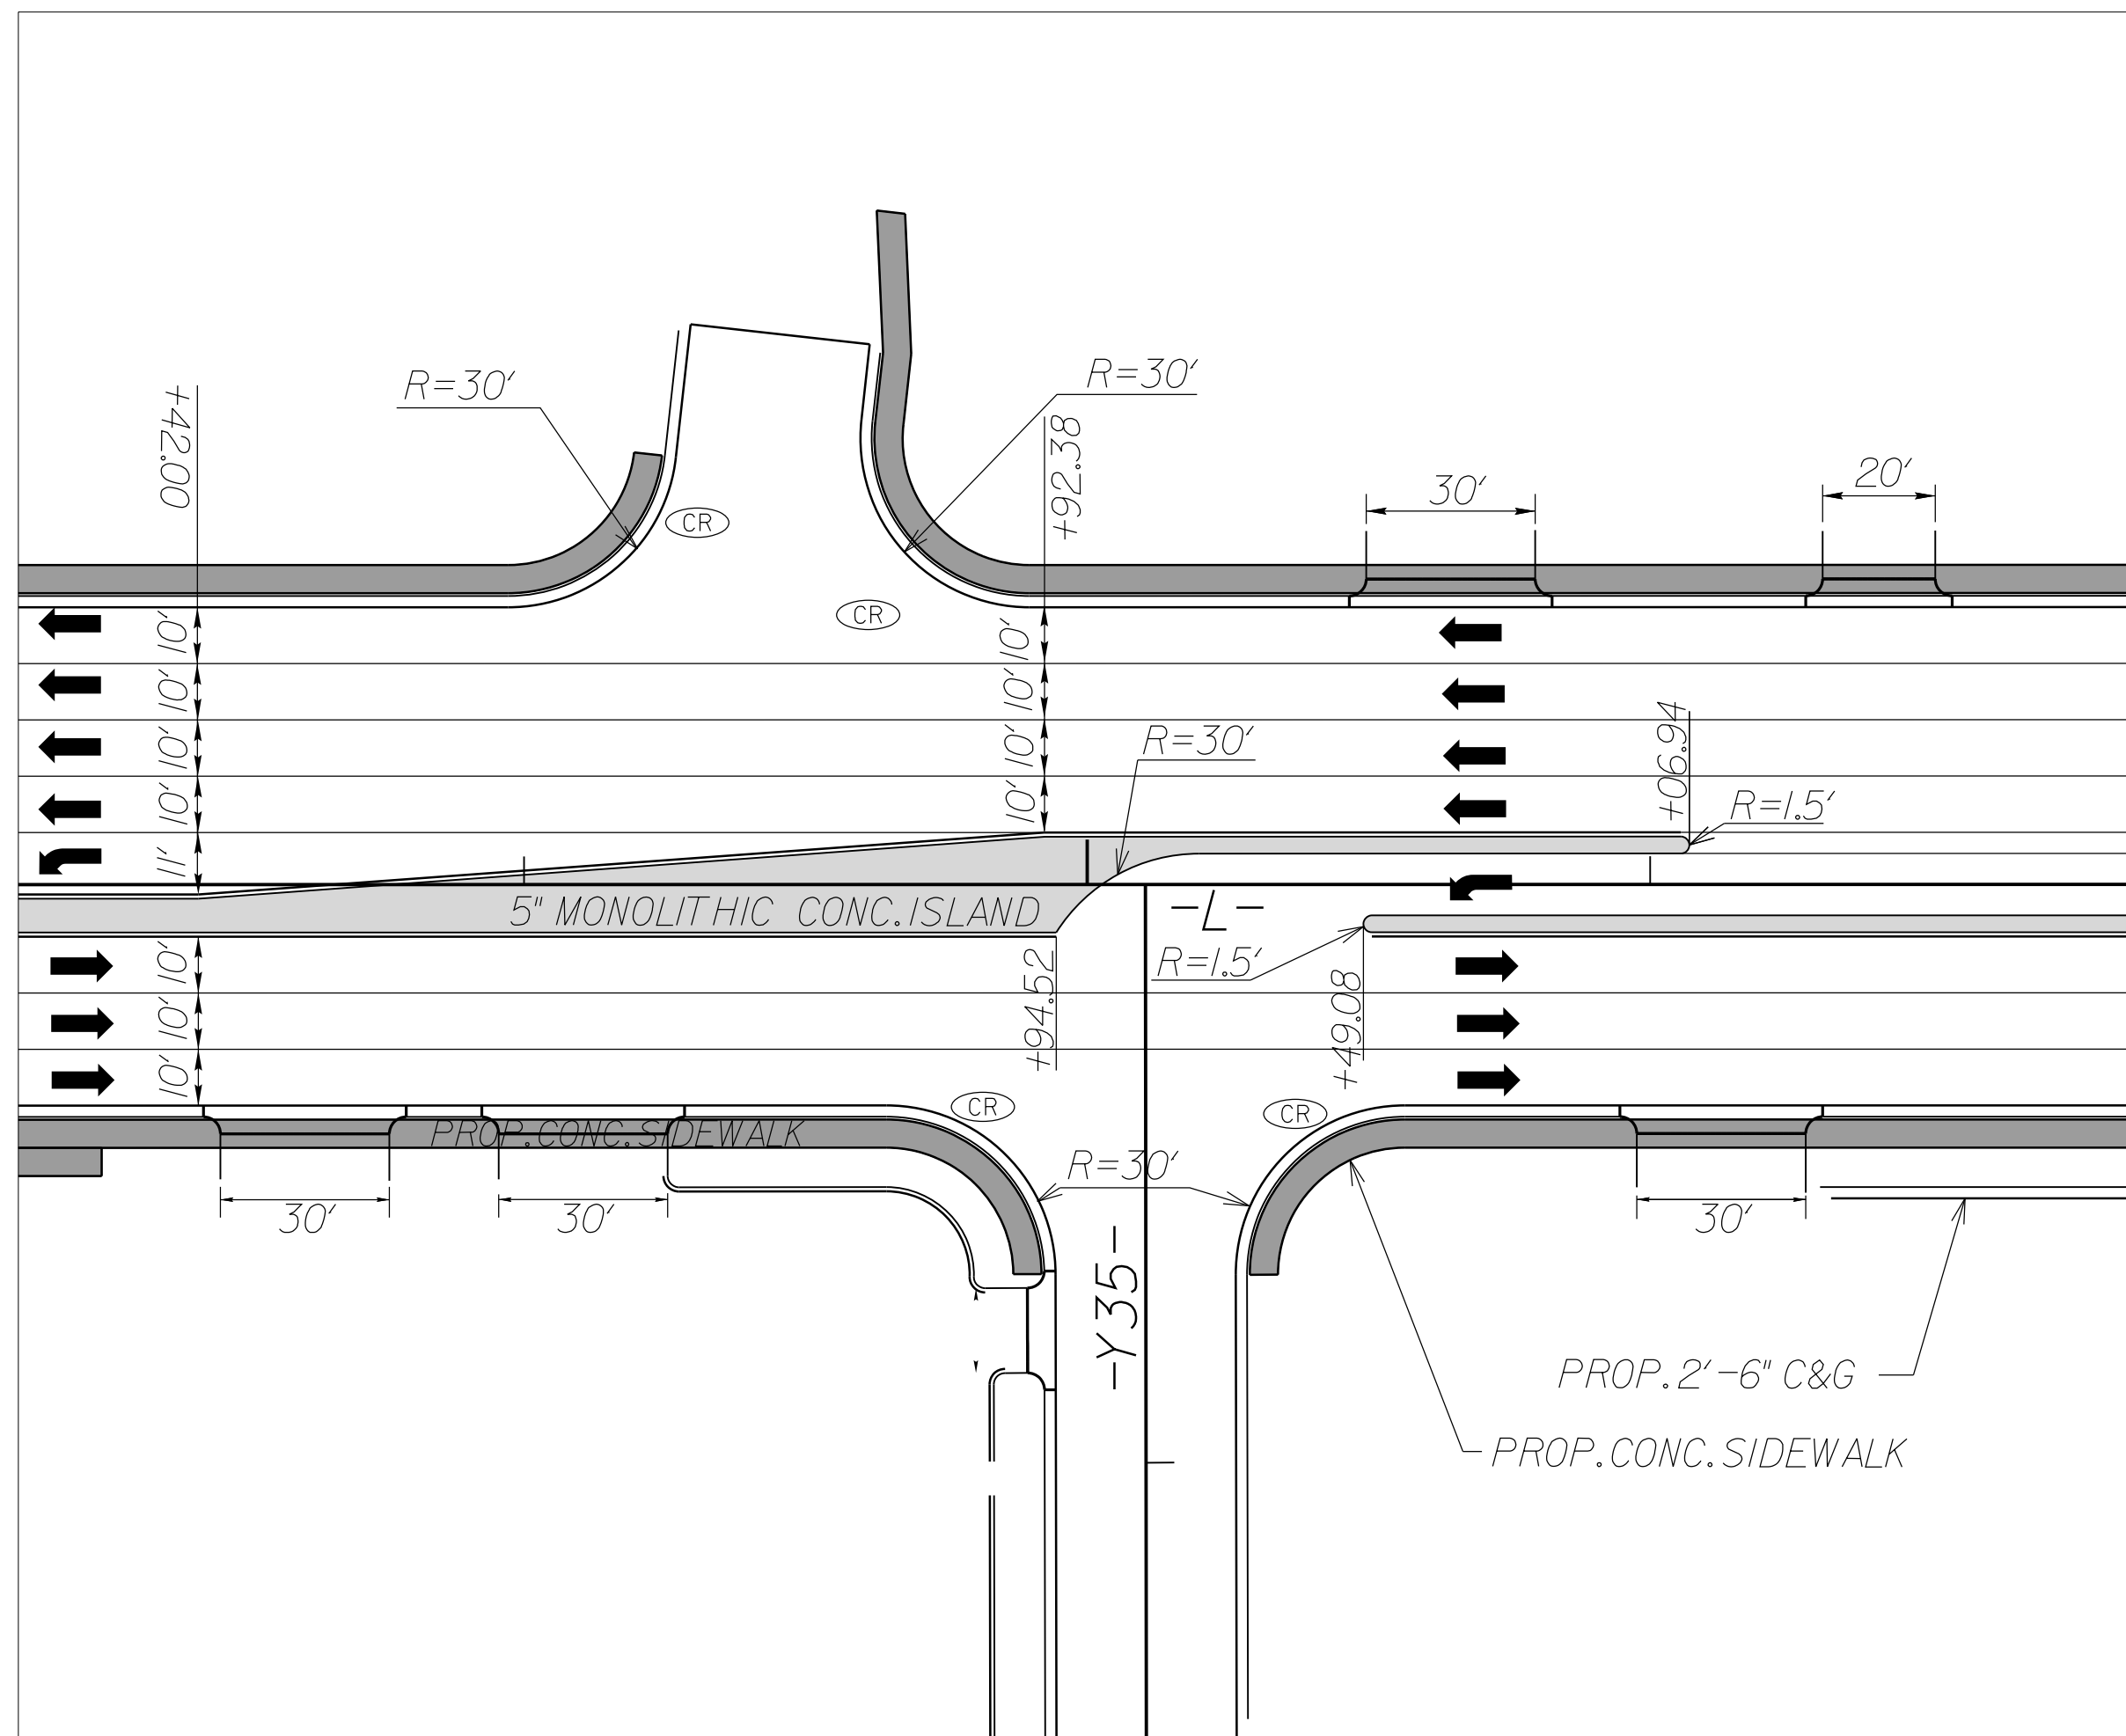 R=30'
R=30'
+42.00
+92.38
30'
20'
CR
CR
10'
10'
10'
10'
11'
10'
10'
10'
10'
R=30'
+06.94
R=1.5'
5" MONOLITHIC CONC. ISLAND
-L-
R=1.5'
10'
10'
10'
+94.52
+49.08
CR
CR
PROP. CONC. SIDEWALK
R=30'
30'
30'
30'
-Y35-
PROP. 2'-6" C&G
PROP. CONC. SIDEWALK